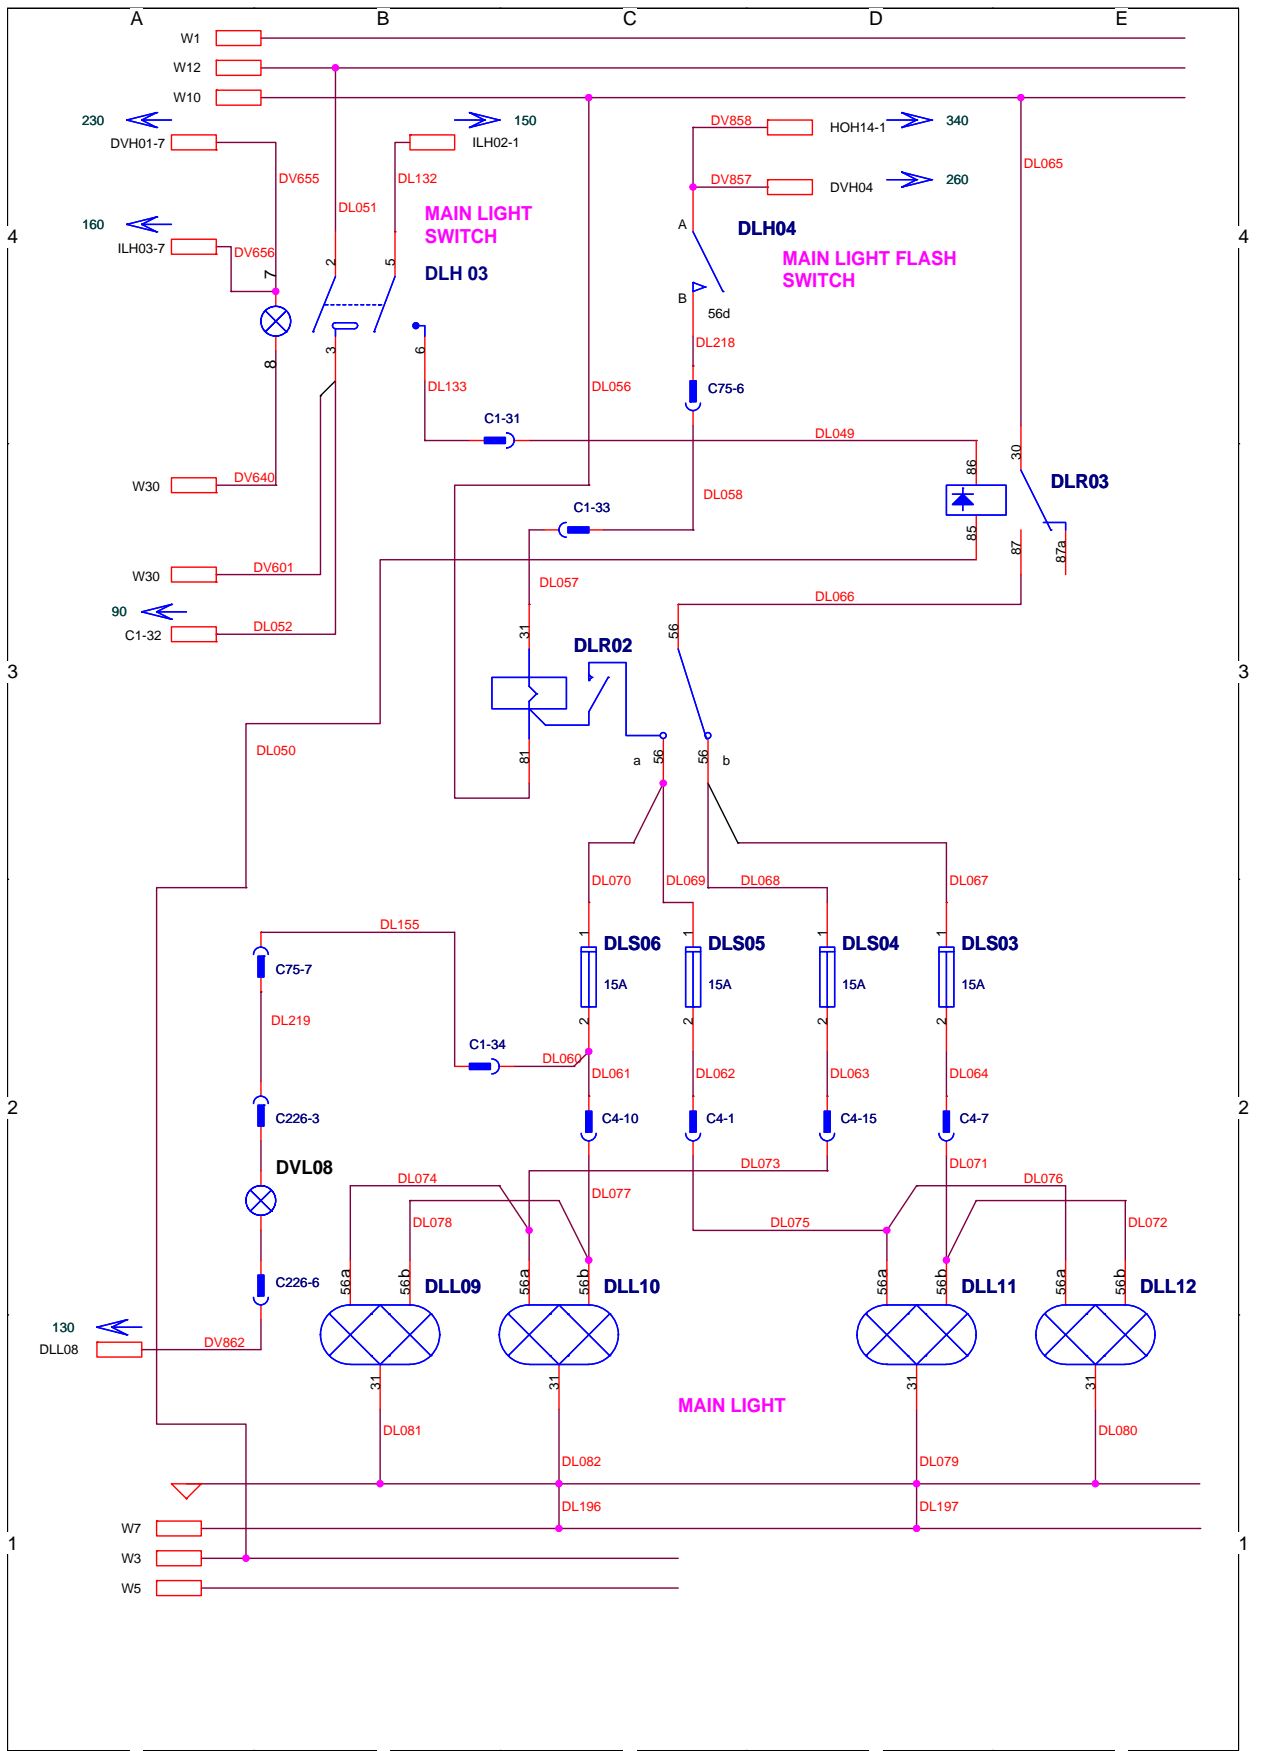 A B C D E
W1
W12
W10
230
150
DV858
HOH14-1
340
DVH01-7
ILH02-1
DL065
DV655
DL132
DV857
DVH04
260
DL051
160
MAIN LIGHT
SWITCH
A
DLH04
4
4
ILH03-7
DV656
MAIN LIGHT FLASH
SWITCH
7
2
5
DLH 03
B
56d
8
3
6
DL218
DL133
DL056
C75-6
C1-31
DL049
86
30
W30
DV640
DL058
DLR03
C1-33
85
87
87a
W30
DV601
DL057
DL066
90
C1-32
DL052
31
DLR02
56
3
3
DL050
81
a
56
56
b
DL070
DL069
DL068
DL067
DL155
1
DLS06
1
DLS05
1
DLS04
1
DLS03
C75-7
15A
15A
15A
15A
DL219
2
2
2
2
C1-34
DL060
DL061
DL062
DL063
DL064
2
2
C226-3
C4-10
C4-1
C4-15
C4-7
DVL08
DL074
DL073
DL071
DL076
DL077
DL078
DL075
DL072
C226-6
56a
56b
DLL09
56a
56b
DLL10
56a
56b
DLL11
56a
56b
DLL12
130
DLL08
DV862
31
31
31
31
MAIN LIGHT
DL081
DL080
DL082
DL079
DL196
DL197
W7
1
1
W3
W5